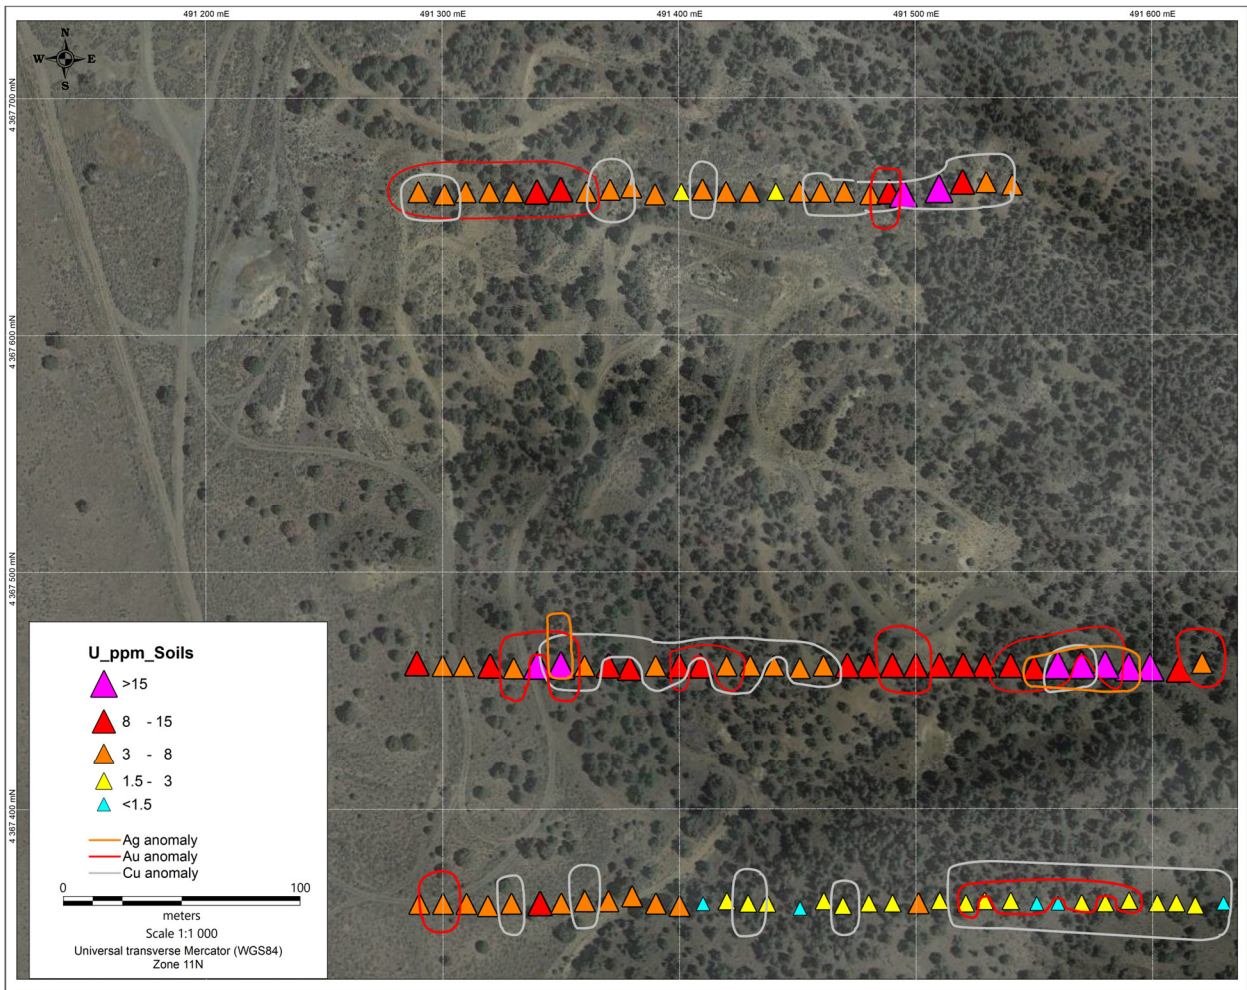 491 200 mE
491 300 mE
491 400 mE
491 500 mE
491 600 mE
N
W
E
S
4 367 700 mN
4 367 600 mN
4 367 500 mN
4 367 400 mN
U_ppm_Soils
>15
8 - 15
3 - 8
1.5 - 3
<1.5
Ag anomaly
Au anomaly
Cu anomaly
0 100
meters
Scale 1:1 000
Universal transverse Mercator (WGS84)
Zone 11N